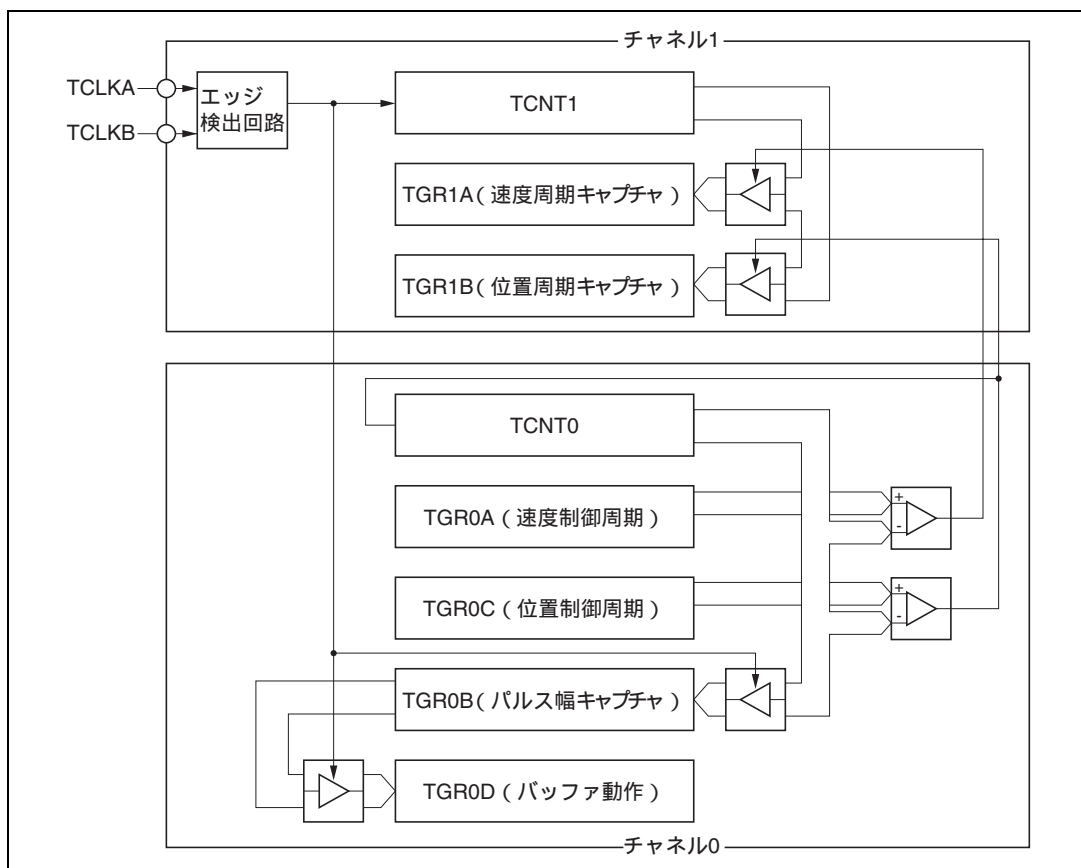 チャネル1
TCLKA
TCLKB
エッジ
検出回路
TCNT1
TGR1A(速度周期キャプチャ)
TGR1B(位置周期キャプチャ)
TCNT0
TGR0A(速度制御周期)
+
-
TGR0C(位置制御周期)
+
-
TGR0B(パルス幅キャプチャ)
TGR0D(バッファ動作)
チャネル0